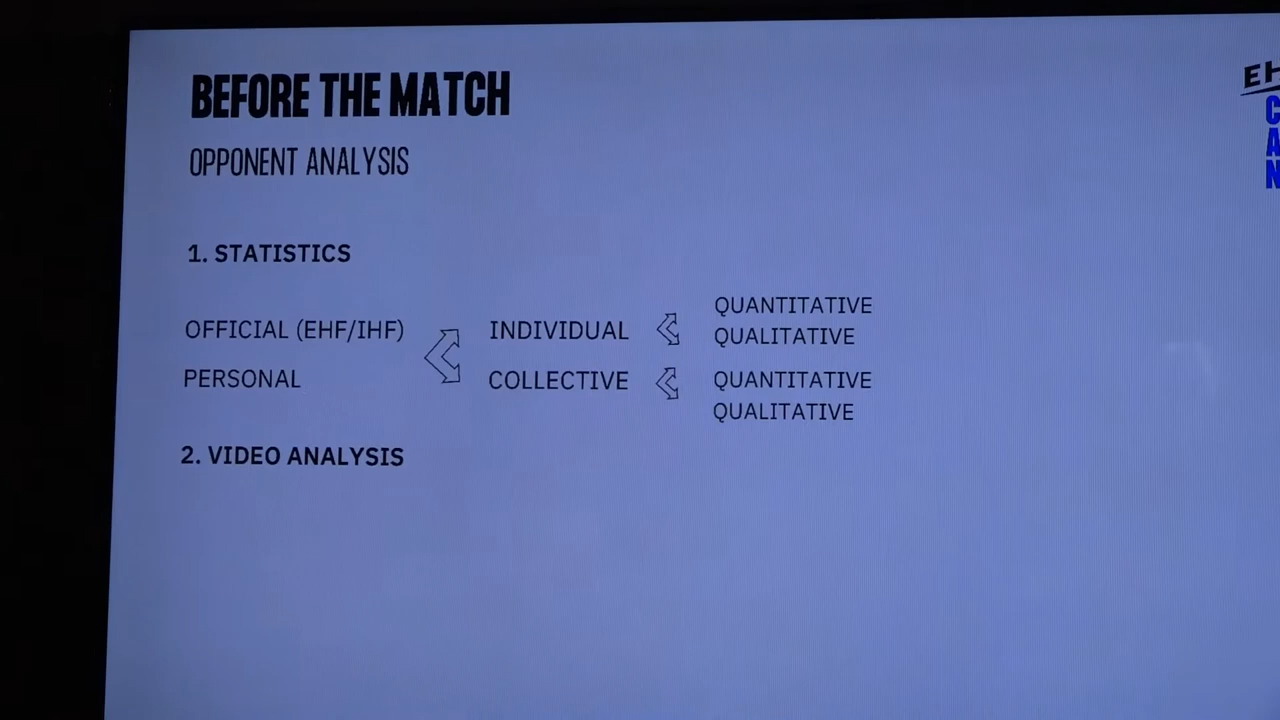 BEFORE THE MATCH
OPPONENT ANALYSIS
1. STATISTICS
OFFICIAL (EHF/IHF)
PERSONAL
INDIVIDUAL
COLLECTIVE
QUANTITATIVE
QUALITATIVE
QUANTITATIVE
QUALITATIVE
2. VIDEO ANALYSIS